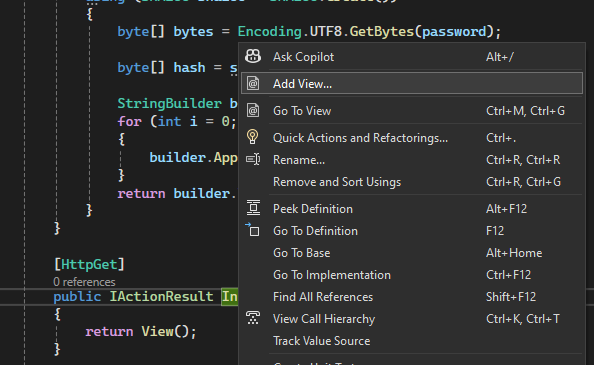 {
byte[] bytes = Encoding.UTF8.GetBytes(password);
byte[] hash = s
StringBuilder b
for (int i = 0;
{
builder.App
}
return builder.
}
}
[HttpGet]
0 references
public IActionResult In
{
return View();
}
Ask Copilot Alt+/
Add View...
Go To View Ctrl+M, Ctrl+G
Quick Actions and Refactorings... Ctrl+.
Rename... Ctrl+R, Ctrl+R
Remove and Sort Usings Ctrl+R, Ctrl+G
Peek Definition Alt+F12
Go To Definition F12
Go To Base Alt+Home
Go To Implementation Ctrl+F12
Find All References Shift+F12
View Call Hierarchy Ctrl+K, Ctrl+T
Track Value Source